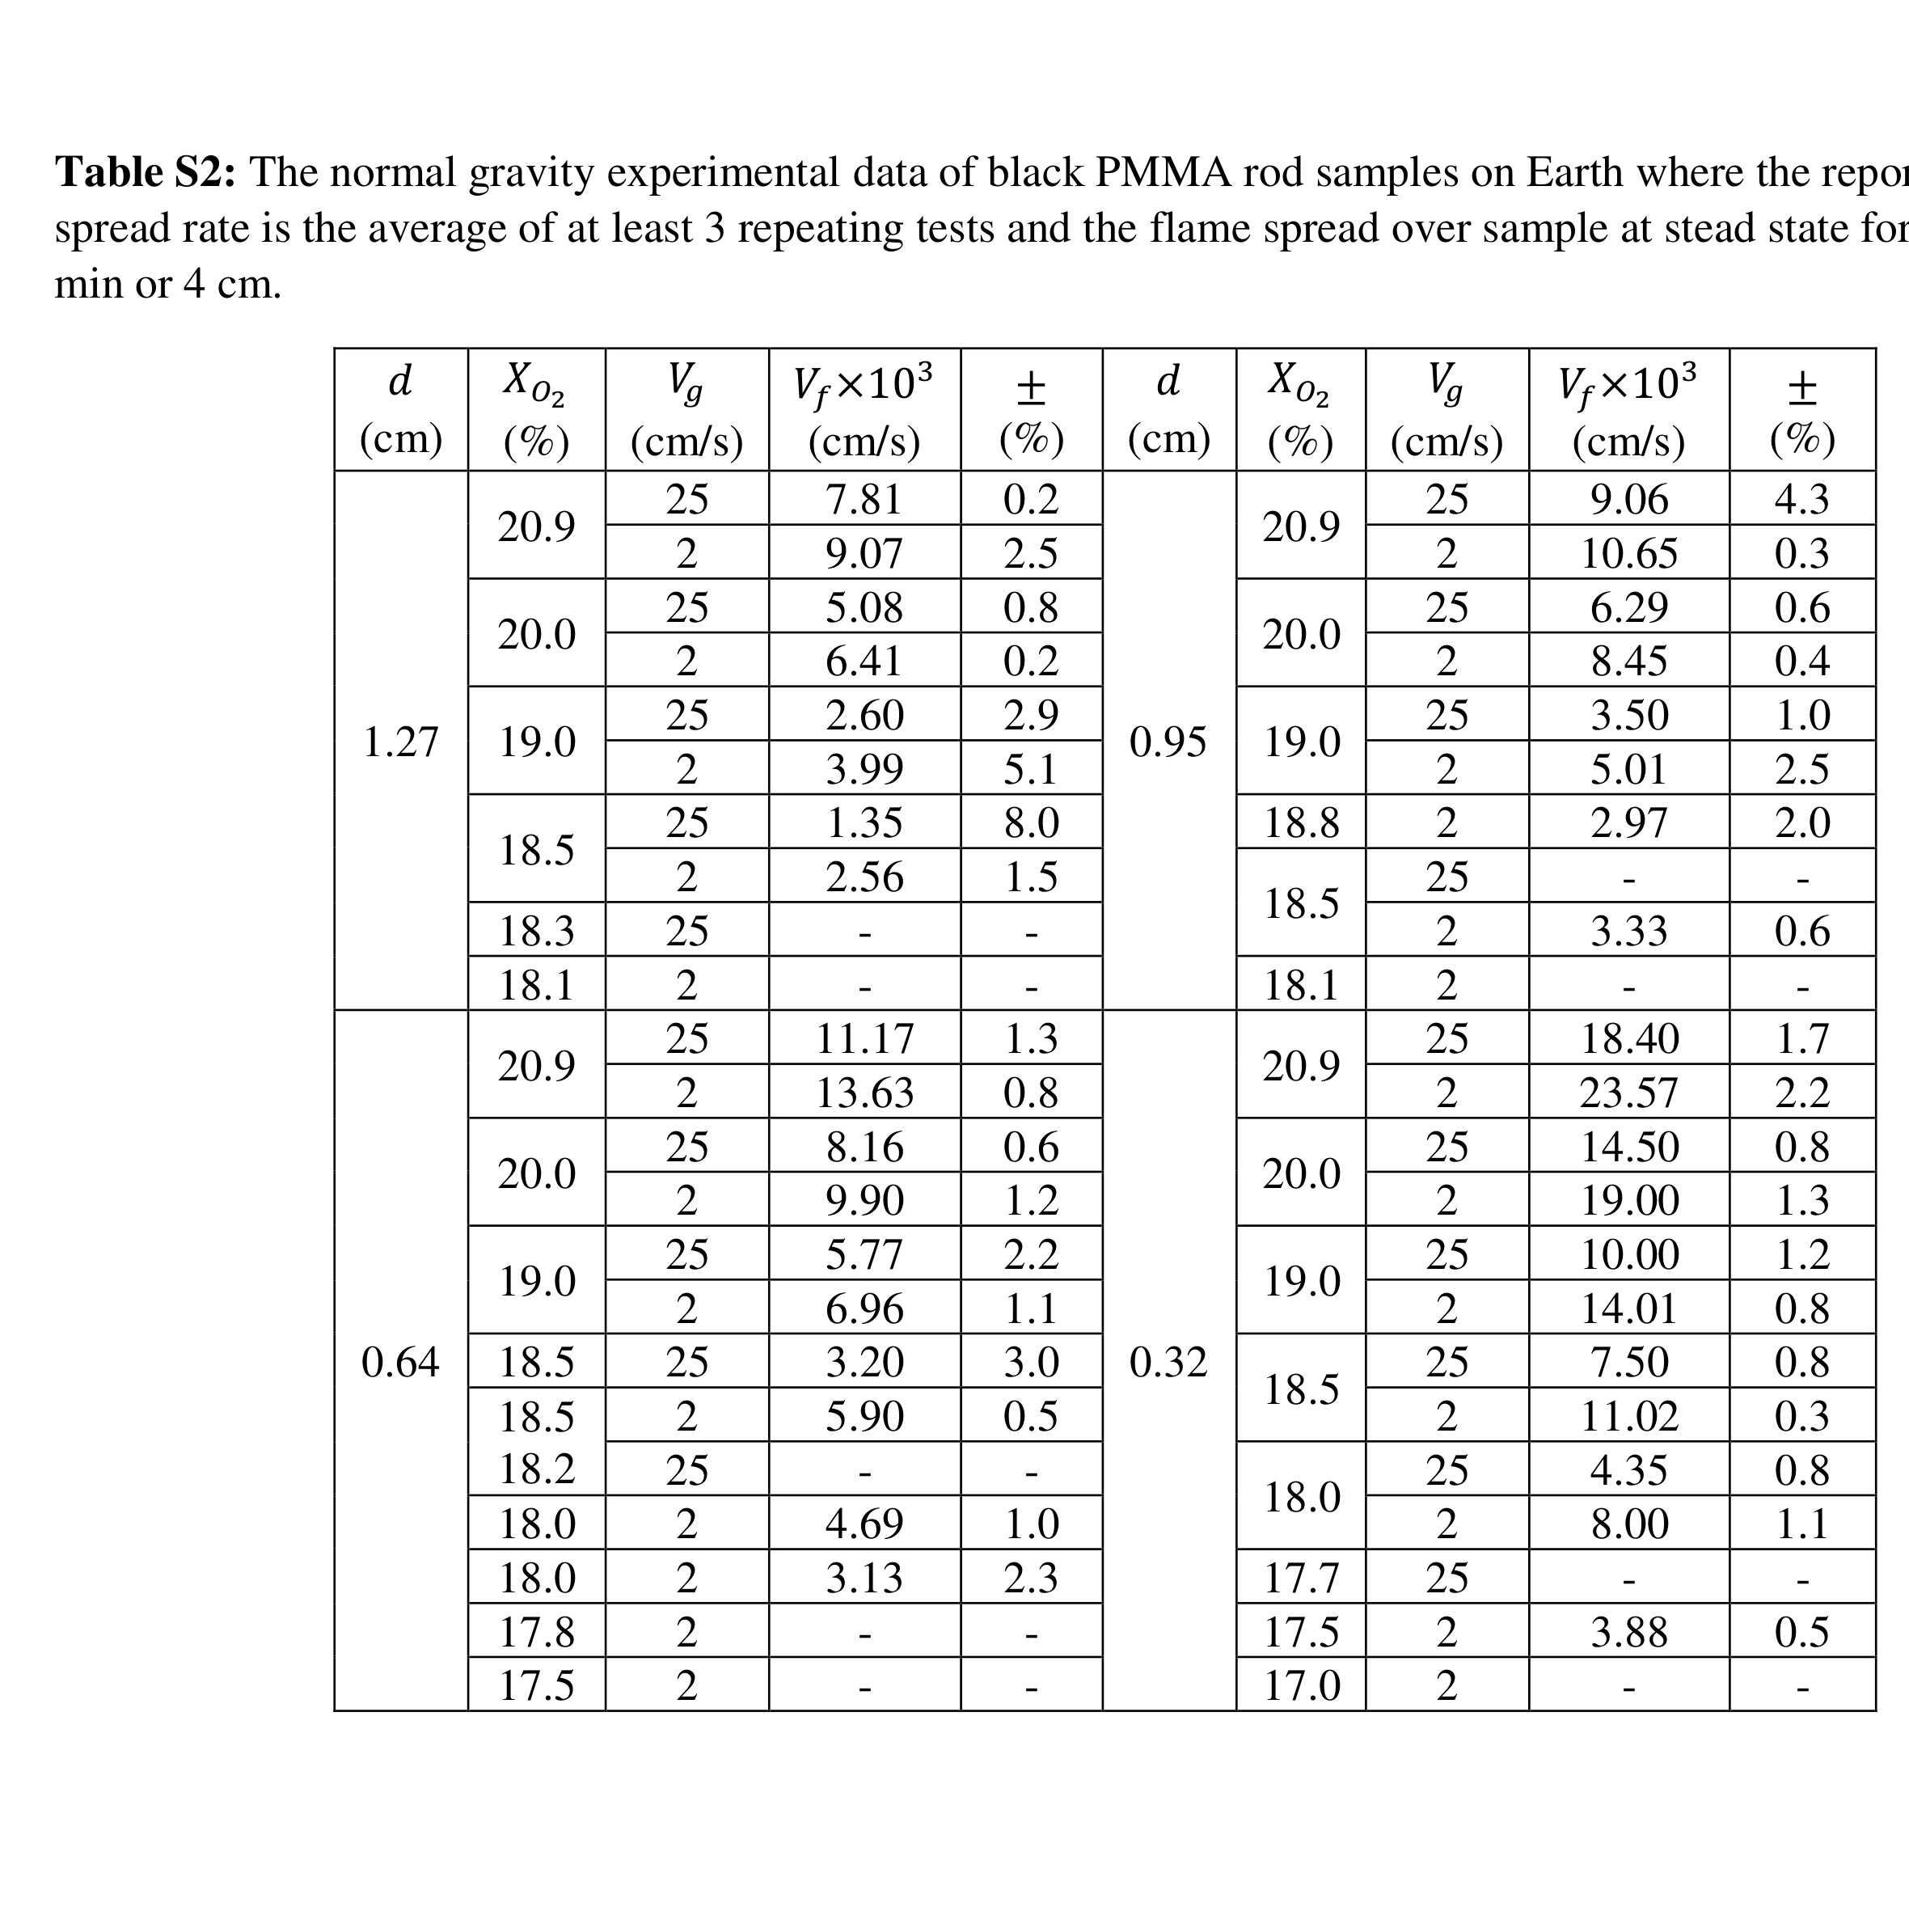 Table S2: The normal gravity experimental data of black PMMA rod samples on Earth where the
spread rate is the average of at least 3 repeating tests and the flame spread over sample at stead state for
min or 4 cm.
d X_{O_2} V_g V_f×10^3 ± d X_{O_2} V_g V_f×10^3 ±
(cm) (%) (cm/s) (cm/s) (%) (cm) (%) (cm/s) (cm/s) (%)
1.27 20.9 25 7.81 0.2 0.95 20.9 25 9.06 4.3
2 9.07 2.5 2 10.65 0.3
20.0 25 5.08 0.8 20.0 25 6.29 0.6
2 6.41 0.2 2 8.45 0.4
19.0 25 2.60 2.9 19.0 25 3.50 1.0
2 3.99 5.1 2 5.01 2.5
18.5 25 1.35 8.0 18.8 2 2.97 2.0
2 2.56 1.5 18.5 25 - -
18.3 25 - - 2 3.33 0.6
18.1 2 - - 18.1 2 - -
0.64 20.9 25 11.17 1.3 0.32 20.9 25 18.40 1.7
2 13.63 0.8 2 23.57 2.2
20.0 25 8.16 0.6 20.0 25 14.50 0.8
2 9.90 1.2 2 19.00 1.3
19.0 25 5.77 2.2 19.0 25 10.00 1.2
2 6.96 1.1 2 14.01 0.8
18.5 25 3.20 3.0 18.5 25 7.50 0.8
18.5 2 5.90 0.5 2 11.02 0.3
18.2 25 - - 18.0 25 4.35 0.8
18.0 2 4.69 1.0 2 8.00 1.1
18.0 2 3.13 2.3 17.7 25 - -
17.8 2 - - 17.5 2 3.88 0.5
17.5 2 - - 17.0 2 - -